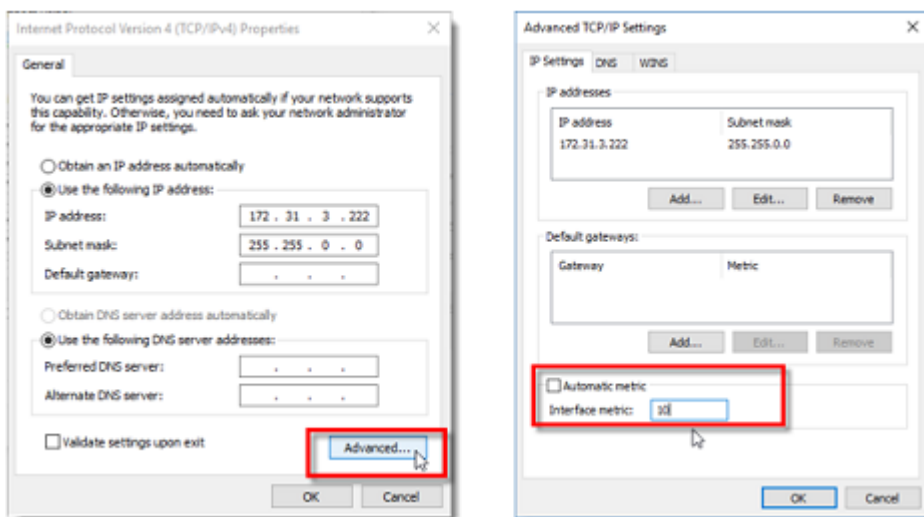 Internet Protocol Version 4 (TCP/IPv4) Properties
General
You can get IP settings assigned automatically if your network supports
this capability. Otherwise, you need to ask your network administrator
for the appropriate IP settings.
Obtain an IP address automatically
Use the following IP address:
IP address: 172 . 31 . 3 . 222
Subnet mask: 255 . 255 . 0 . 0
Default gateway: . . .
Obtain DNS server address automatically
Use the following DNS server addresses:
Preferred DNS server: . . .
Alternate DNS server: . . .
Validate settings upon exit
Advanced...
OK Cancel
Advanced TCP/IP Settings
IP Settings DNS WINS
IP addresses
IP address Subnet mask
172.31.3.222 255.255.0.0
Add... Edit... Remove
Default gateways:
Gateway Metric
Add... Edit... Remove
Automatic metric
Interface metric: 10
OK Cancel